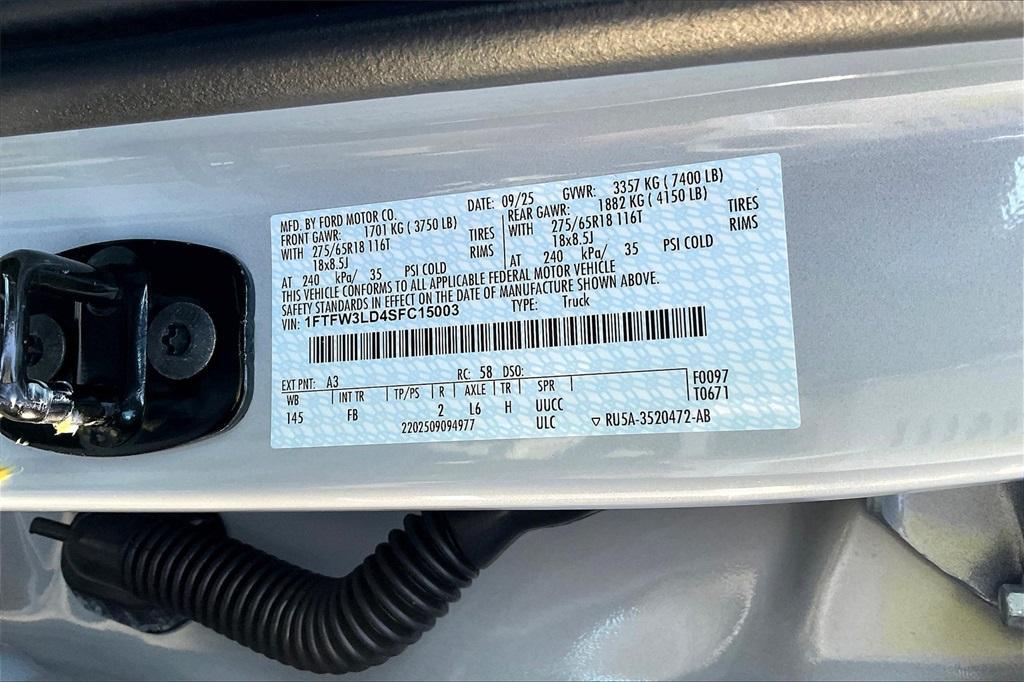 MFD. BY FORD MOTOR CO. DATE: 09/25 GVWR: 3357 KG ( 7400 LB)
FRONT GAWR: 1701 KG ( 3750 LB) REAR GAWR: 1882 KG ( 4150 LB)
WITH 275/65R18 116T TIRES WITH 275/65R18 116T TIRES
18x8.5J RIMS 18x8.5J RIMS
AT 240 kPa/ 35 PSI COLD AT 240 kPa/ 35 PSI COLD
THIS VEHICLE CONFORMS TO ALL APPLICABLE FEDERAL MOTOR VEHICLE
SAFETY STANDARDS IN EFFECT ON THE DATE OF MANUFACTURE SHOWN ABOVE.
VIN: 1FTFW3LD4SFC15003 TYPE: Truck
EXT PNT: A3 RC: 58 DSO:
WB INT TR TP/PS R AXLE TR SPR F0097
145 FB 2 L6 H UUCC T0671
2202509094977 ULC ▽ RU5A-3520472-AB